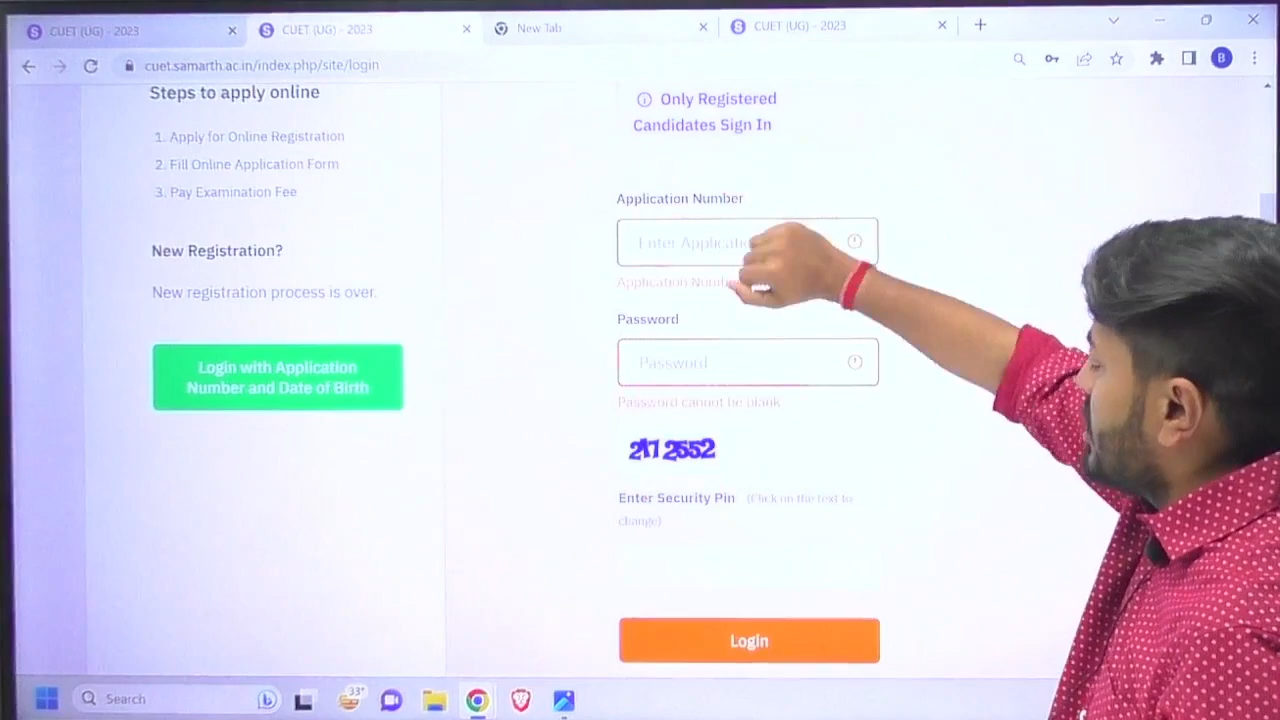 CUET (UG) - 2023
CUET (UG) - 2023
New Tab
CUET (UG) - 2023
cuet.samarth.ac.in/index.php/site/login
B
Steps to apply online
1. Apply for Online Registration
2. Fill Online Application Form
3. Pay Examination Fee
New Registration?
New registration process is over.
Login with Application
Number and Date of Birth
Only Registered
Candidates Sign In
Application Number
Enter
Application
Password
Password
Password cannot be blank
Enter Security Pin (Click on the text to
change)
Login
Search
33°